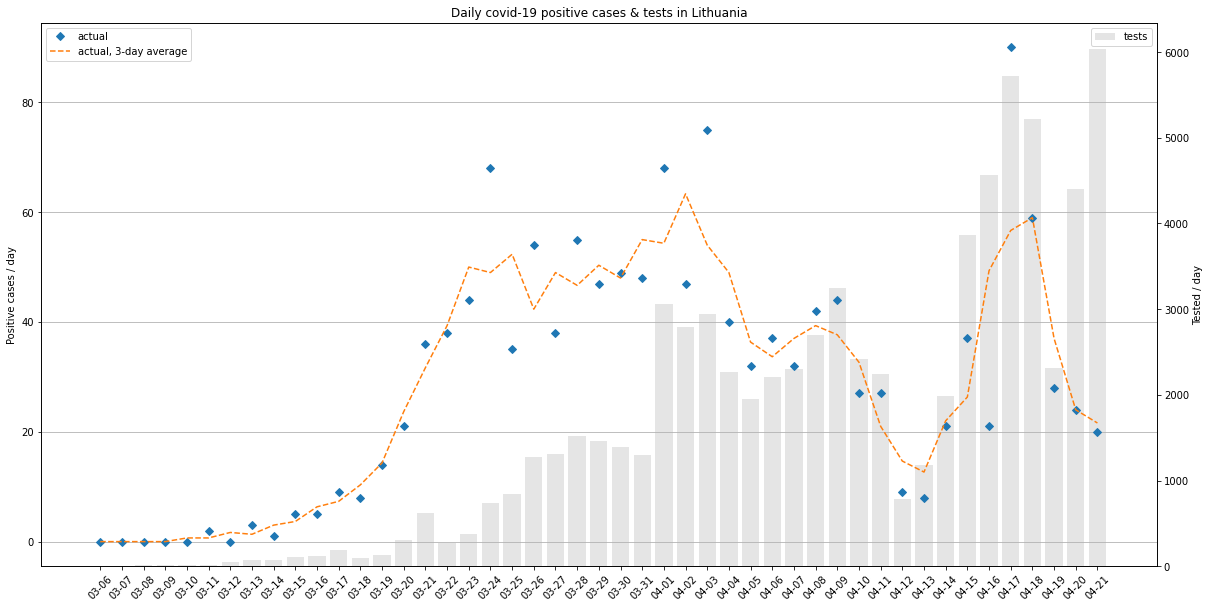 Daily covid-19 positive cases & tests in Lithuania
actual
actual, 3-day average
tests
Positive cases / day
80
60
40
20
0
Tested / day
6000
5000
4000
3000
2000
1000
0
03-06 03-07 03-08 03-09 03-10 03-11 03-12 03-13 03-14 03-15 03-16 03-17 03-18 03-19 03-20 03-21 03-22 03-23 03-24 03-25 03-26 03-27 03-28 03-29 03-30 03-31 04-01 04-02 04-03 04-04 04-05 04-06 04-07 04-08 04-09 04-10 04-11 04-12 04-13 04-14 04-15 04-16 04-17 04-18 04-19 04-20 04-21